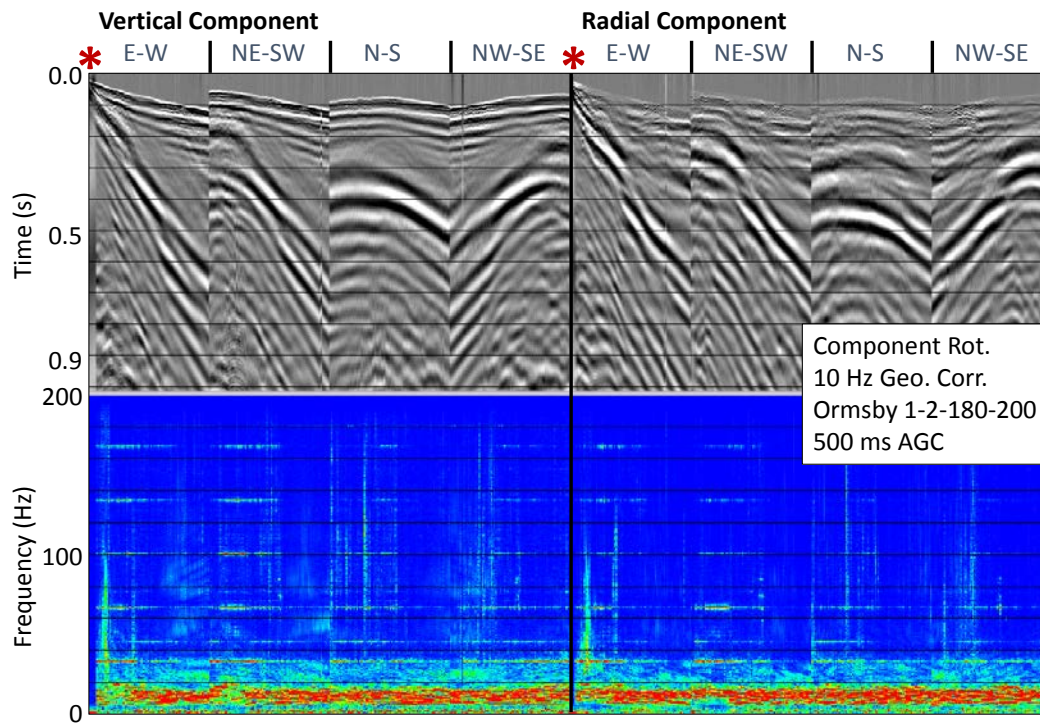 Vertical Component
Radial Component
* E-W NE-SW N-S NW-SE * E-W NE-SW N-S NW-SE
0.0
Time (s)
0.5
0.9
Component Rot.
10 Hz Geo. Corr.
Ormsby 1-2-180-200
500 ms AGC
200
Frequency (Hz)
100
0